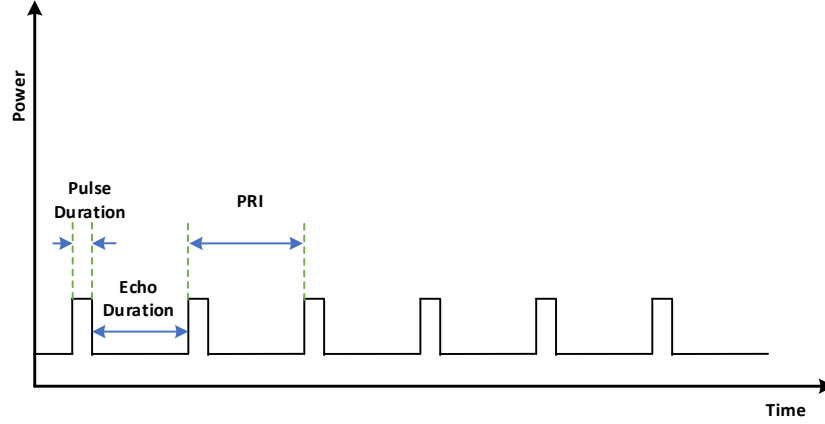 Power
Pulse
Duration
PRI
Echo
Duration
Time